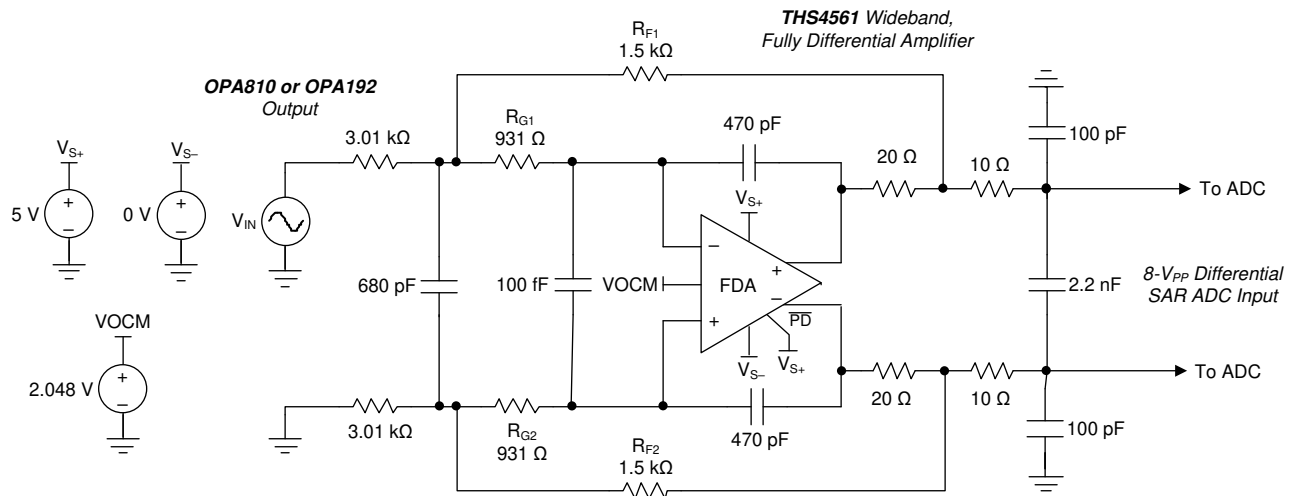 THS4561 Wideband,
Fully Differential Amplifier
RF1
1.5 kΩ
OPA810 or OPA192
Output
3.01 kΩ
RG1
931 Ω
470 pF
20 Ω
10 Ω
100 pF
VS+
5 V
+
−
VS–
0 V
+
−
VIN
To ADC
VS+
−
+
680 pF
100 fF
VOCM
FDA
−
+
PD
VS–
VS+
2.2 nF
8-VPP Differential
SAR ADC Input
VOCM
2.048 V
+
−
To ADC
3.01 kΩ
RG2
931 Ω
470 pF
20 Ω
10 Ω
100 pF
RF2
1.5 kΩ